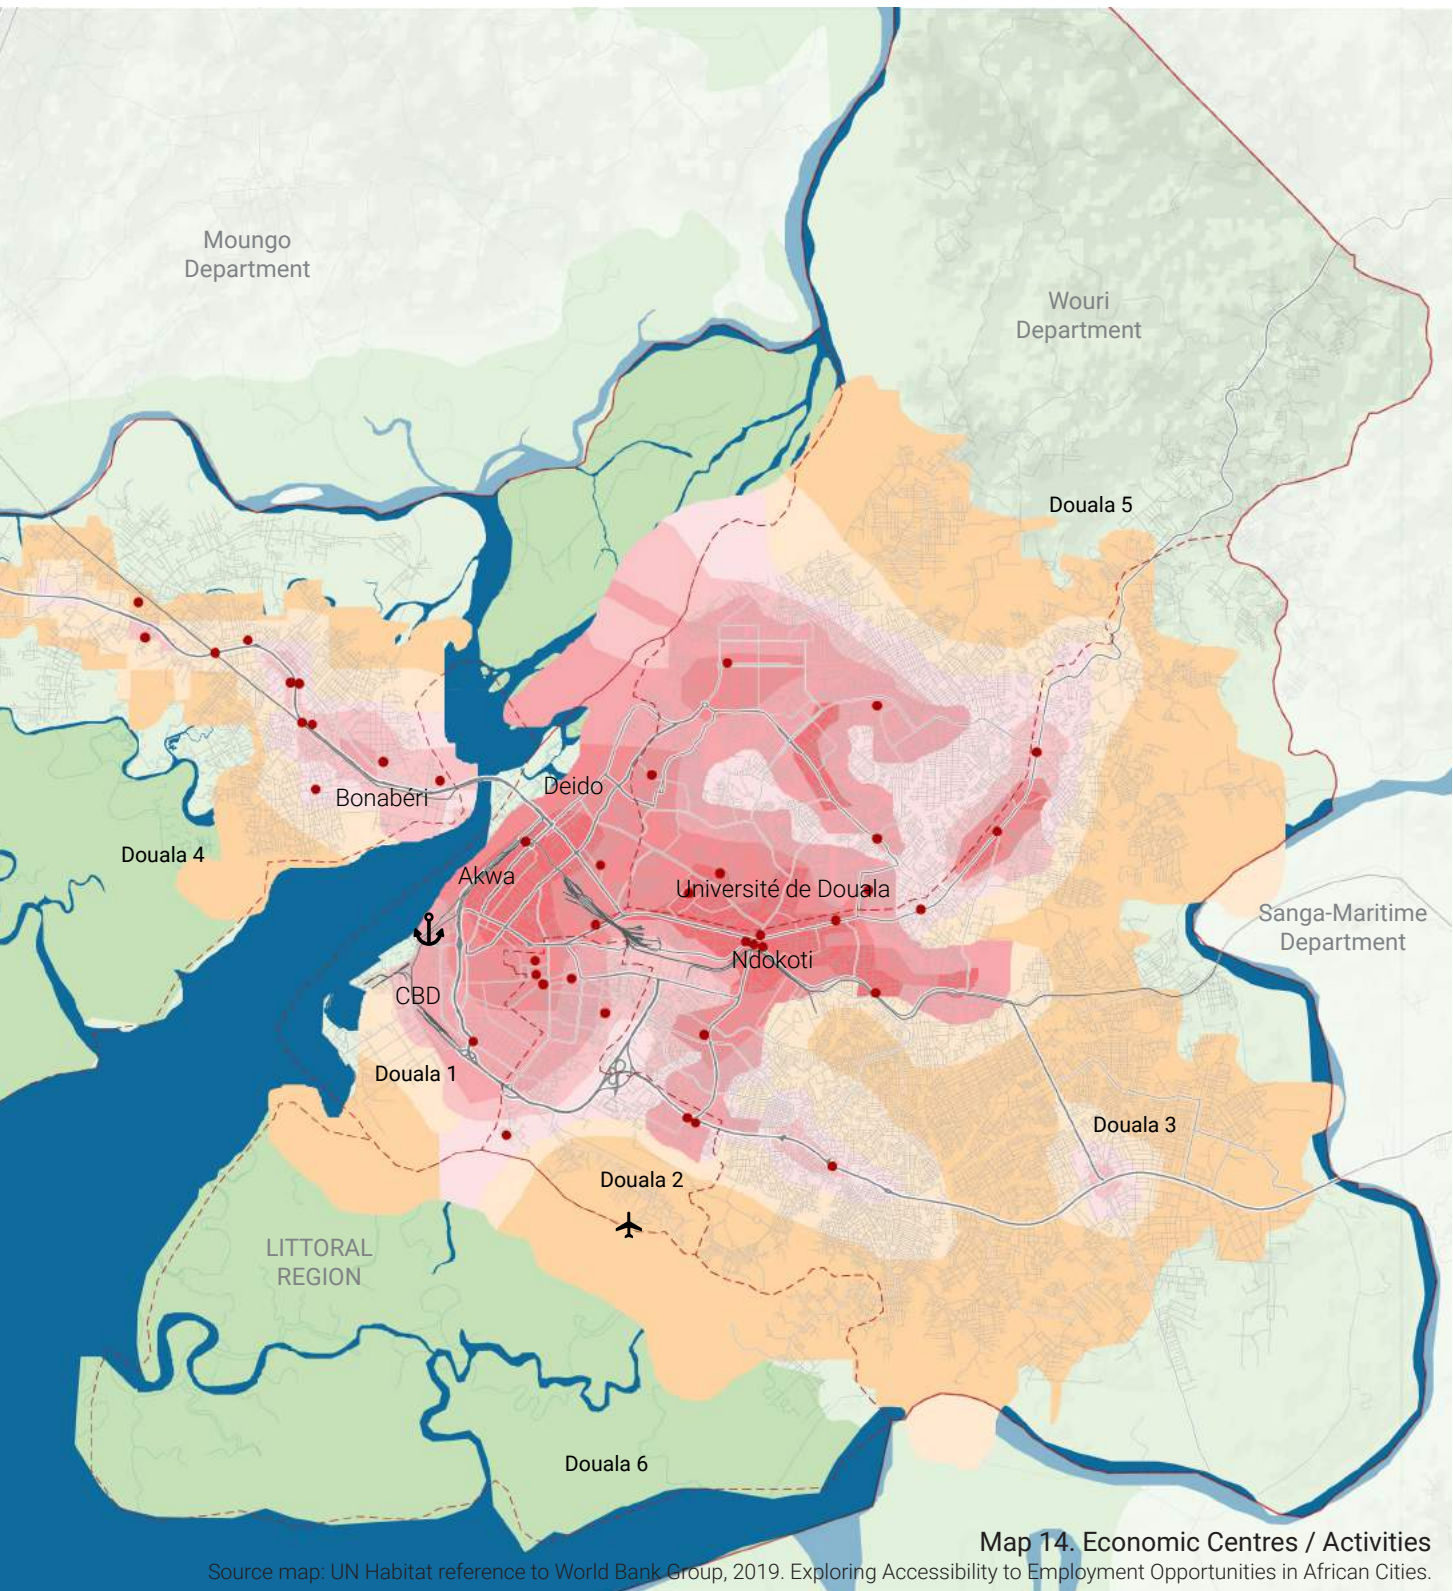 Moungo
Department
Wouri
Department
Douala 5
Deido
Bonabéri
Douala 4
Akwa
Université de Douala
Sanga-Maritime
Department
Ndokoti
CBD
Douala 1
Douala 3
Douala 2
LITTORAL
REGION
Douala 6
Map 14. Economic Centres / Activities
Source map: UN Habitat reference to World Bank Group, 2019. Exploring Accessibility to Employment Opportunities in African Cities.